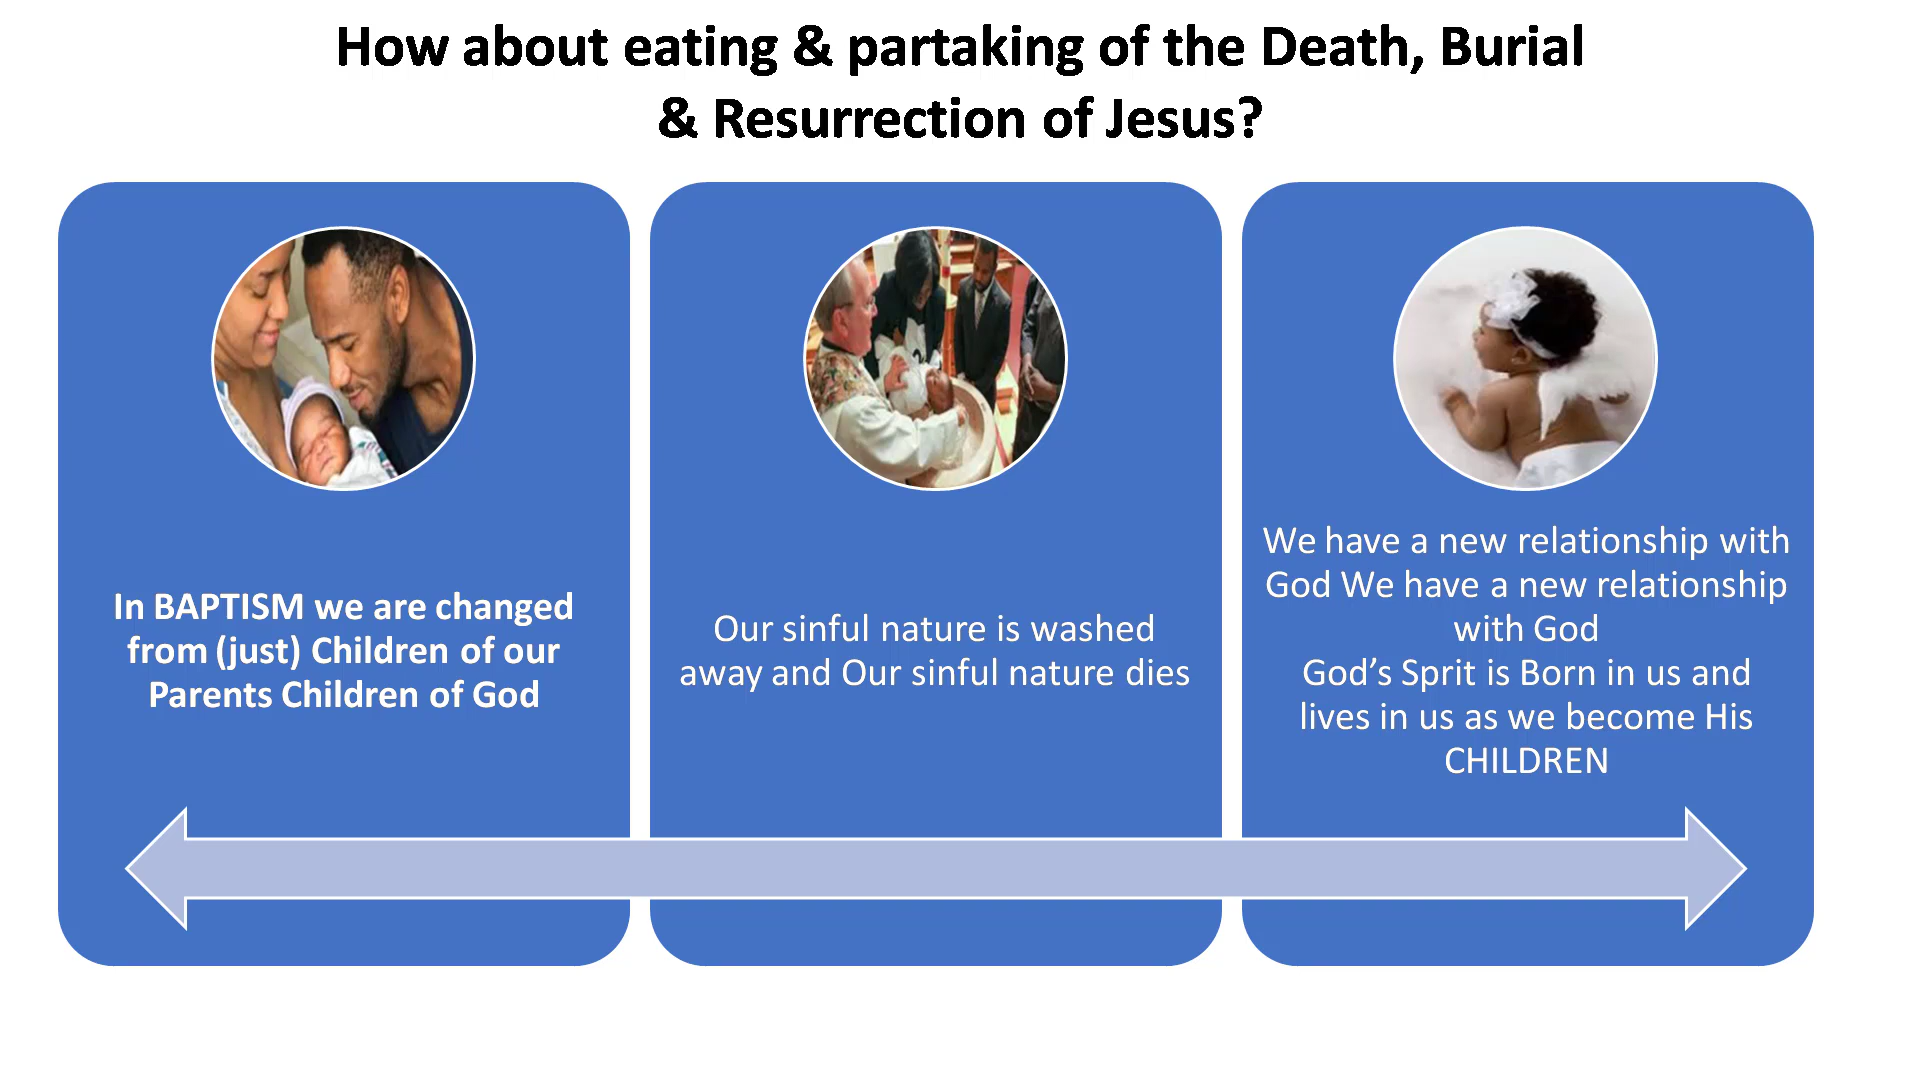 How about eating & partaking of the Death, Burial
& Resurrection of Jesus?
In BAPTISM we are changed
from (just) Children of our
Parents Children of God
Our sinful nature is washed
away and Our sinful nature dies
We have a new relationship with
God We have a new relationship
with God
God’s Sprit is Born in us and
lives in us as we become His
CHILDREN